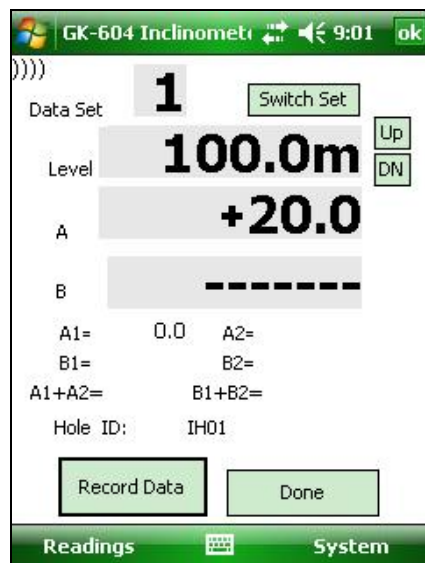 GK-604 Inclinomete 9:01 ok
))))
Data Set 1 Switch Set
Level 100.0m Up
DN
A +20.0
B -------
A1= 0.0 A2=
B1= B2=
A1+A2= B1+B2=
Hole ID: IH01
Record Data Done
Readings System